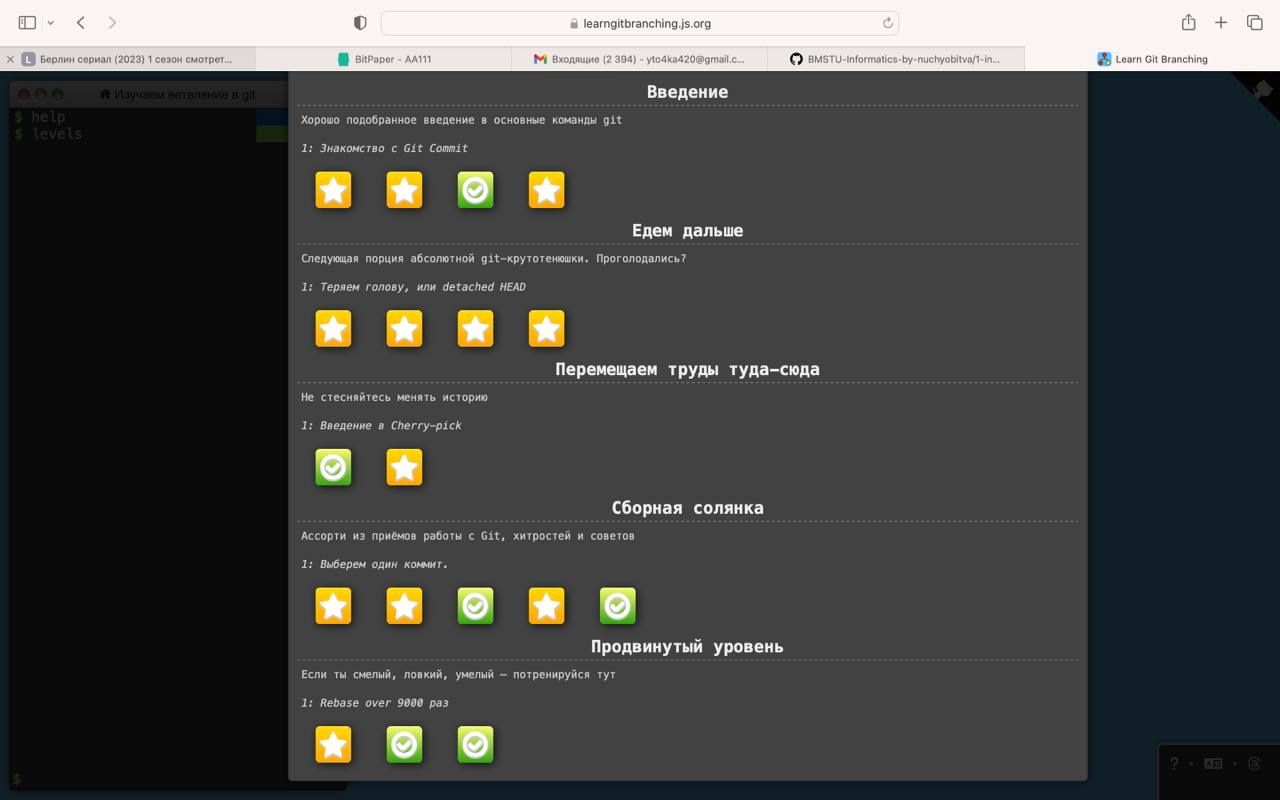 learngitbranching.js.org
L Берлин сериал (2023) 1 сезон смотрет...
BitPaper - AA111
Входящие (2 394) - yto4ka420@gmail.c...
BMSTU-Informatics-by-nuchyobitva/1-in...
Learn Git Branching
Изучаем ветвление в git
$ help
$ levels
Введение
Хорошо подобранное введение в основные команды git
1: Знакомство с Git Commit
Едем дальше
Следующая порция абсолютной git-крутотенюшки. Проголодались?
1: Теряем голову, или detached HEAD
Перемещаем труды туда-сюда
Не стесняйтесь менять историю
1: Введение в Cherry-pick
Сборная солянка
Ассорти из приёмов работы с Git, хитростей и советов
1: Выберем один коммит.
Продвинутый уровень
Если ты смелый, ловкий, умелый — потренируйся тут
1: Rebase over 9000 раз
$
?